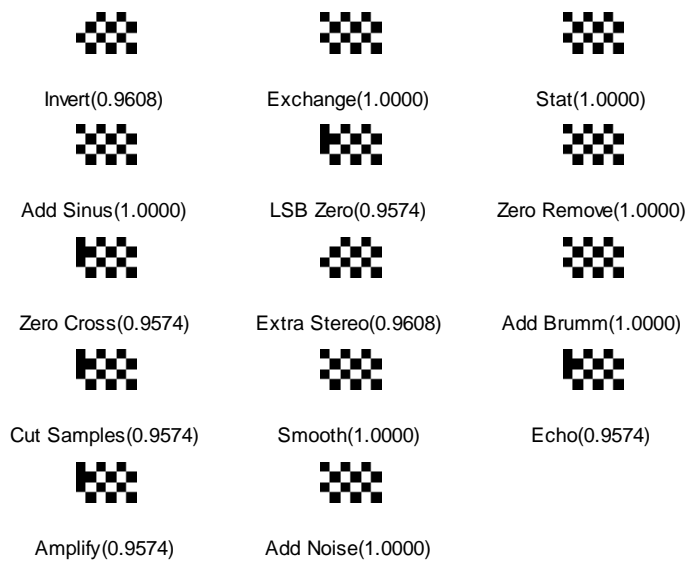 Invert(0.9608) Exchange(1.0000) Stat(1.0000)
Add Sinus(1.0000) LSB Zero(0.9574) Zero Remove(1.0000)
Zero Cross(0.9574) Extra Stereo(0.9608) Add Brumm(1.0000)
Cut Samples(0.9574) Smooth(1.0000) Echo(0.9574)
Amplify(0.9574) Add Noise(1.0000)